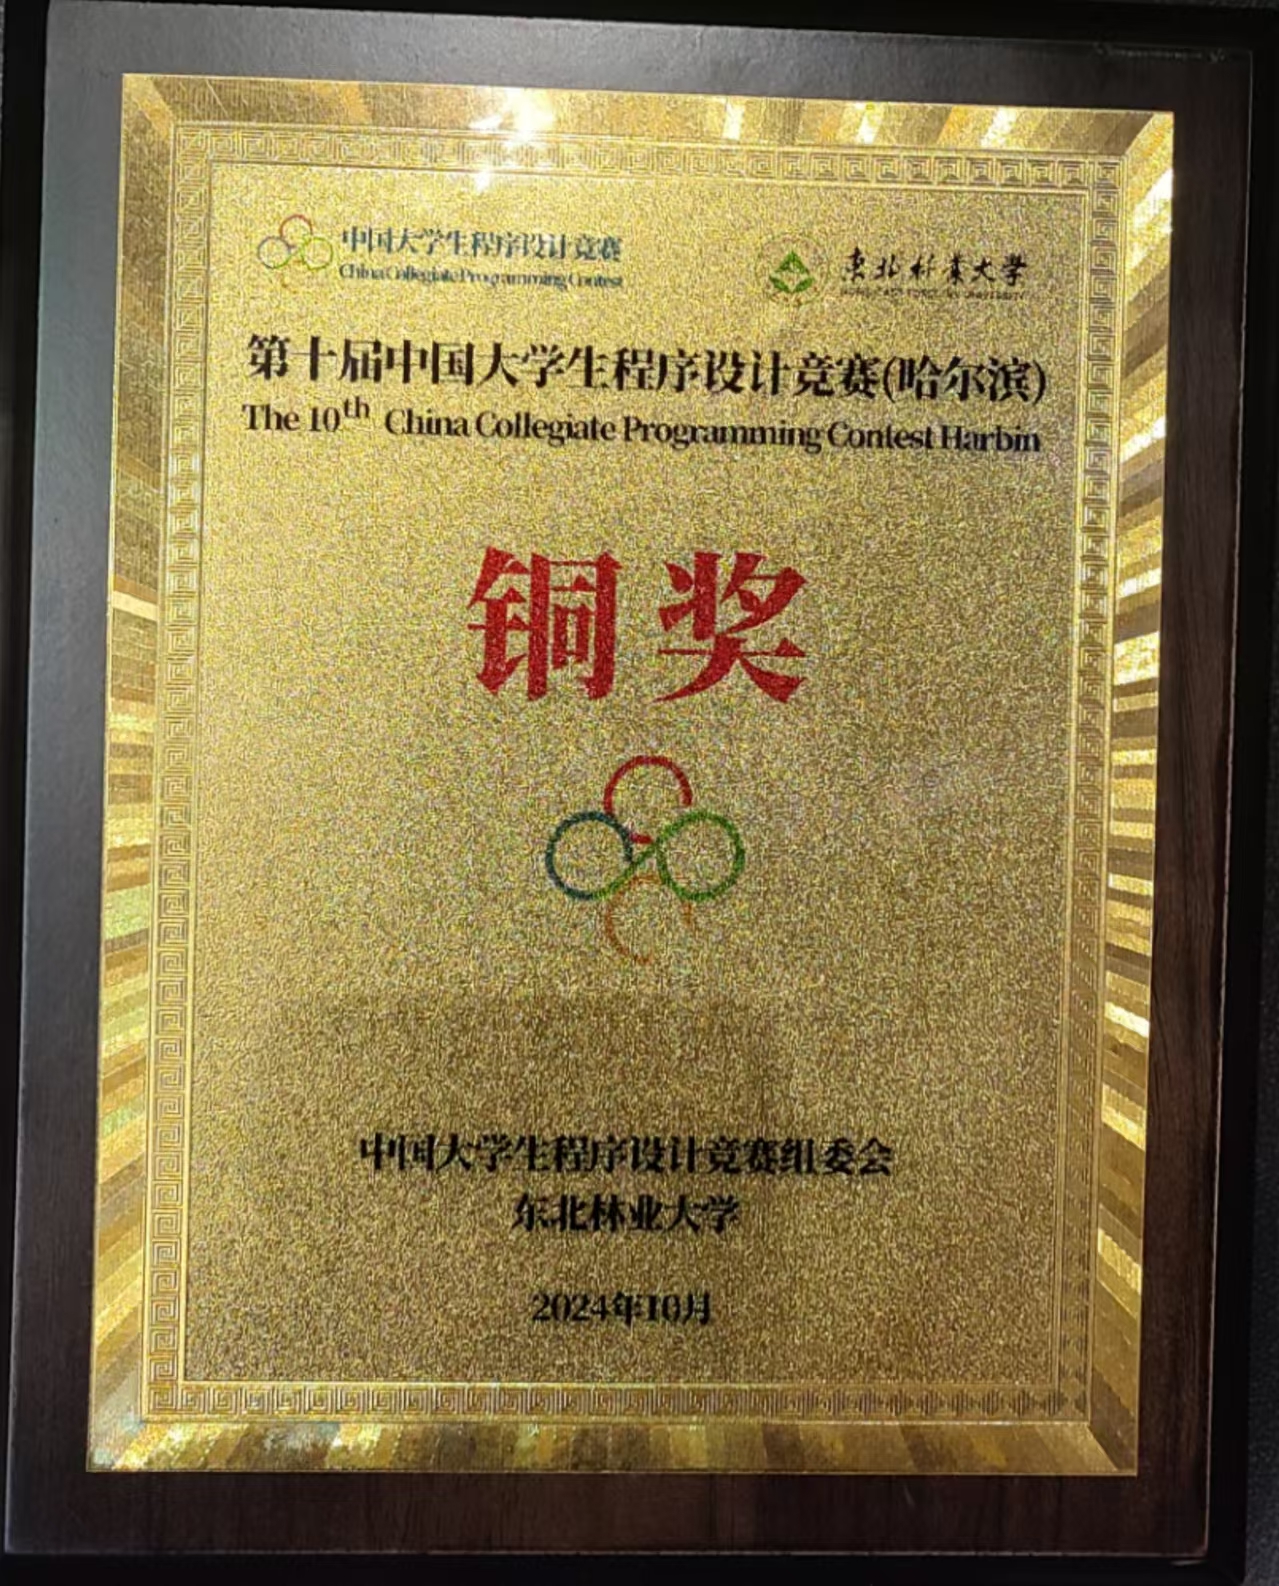 中国大学生程序设计竞赛
China Collegiate Programming Contest
東北林業大學
第十届中国大学生程序设计竞赛(哈尔滨)
The 10th China Collegiate Programming Contest Harbin
铜奖
中国大学生程序设计竞赛组委会
东北林业大学
2024年10月